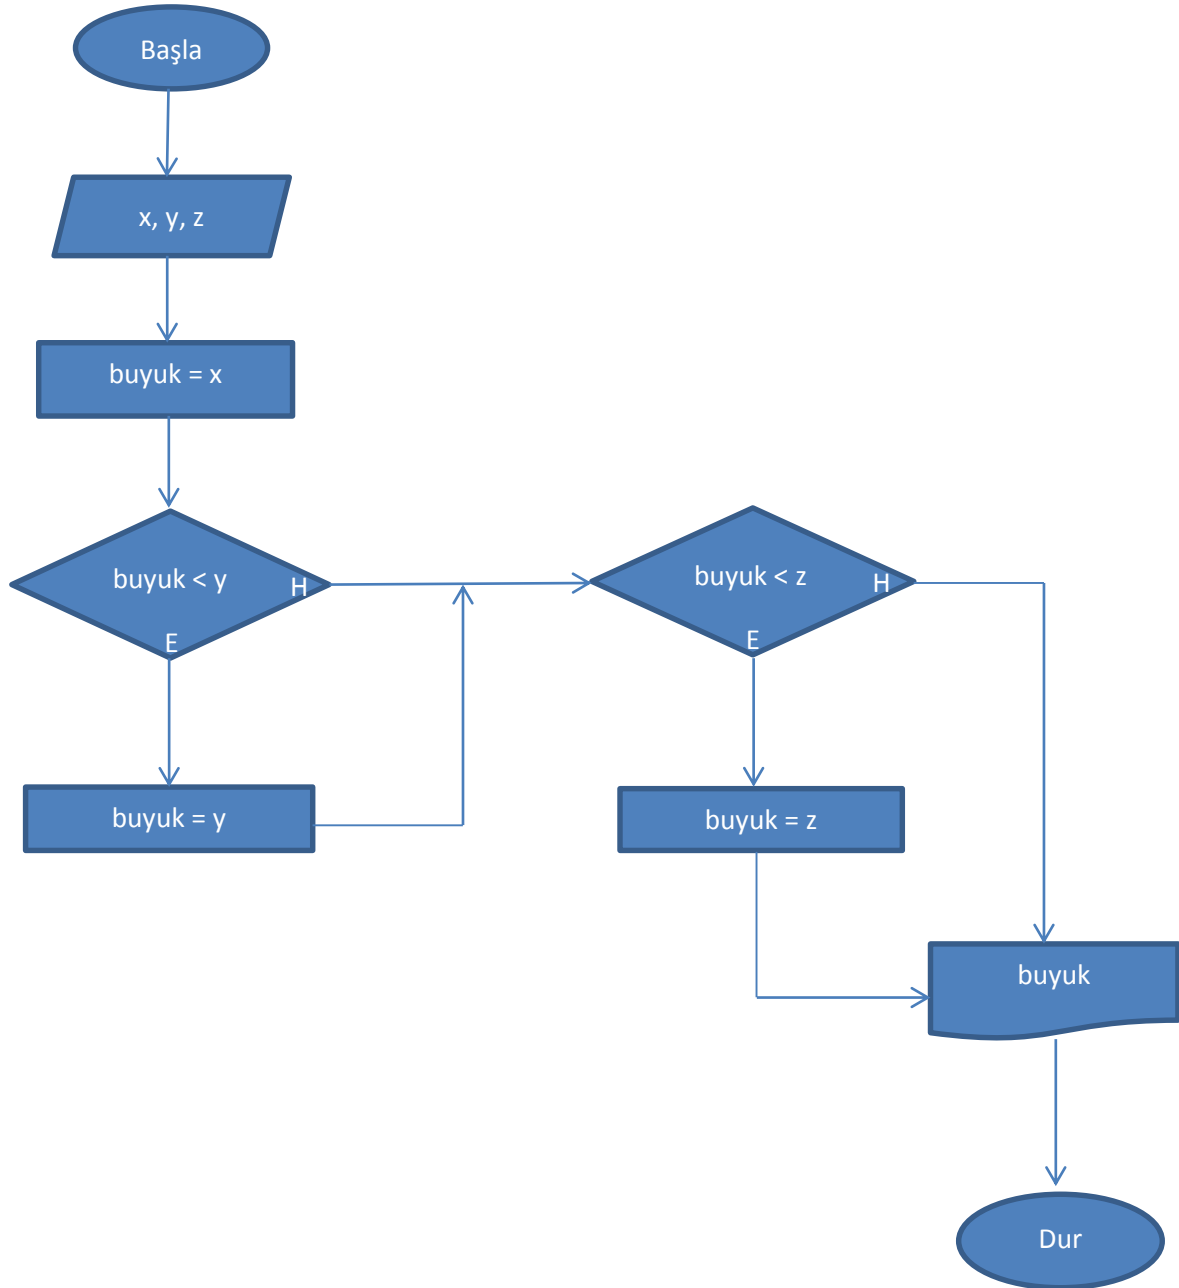 Başla
x, y, z
buyuk = x
buyuk < y
H
E
buyuk = y
buyuk < z
H
E
buyuk = z
buyuk
Dur